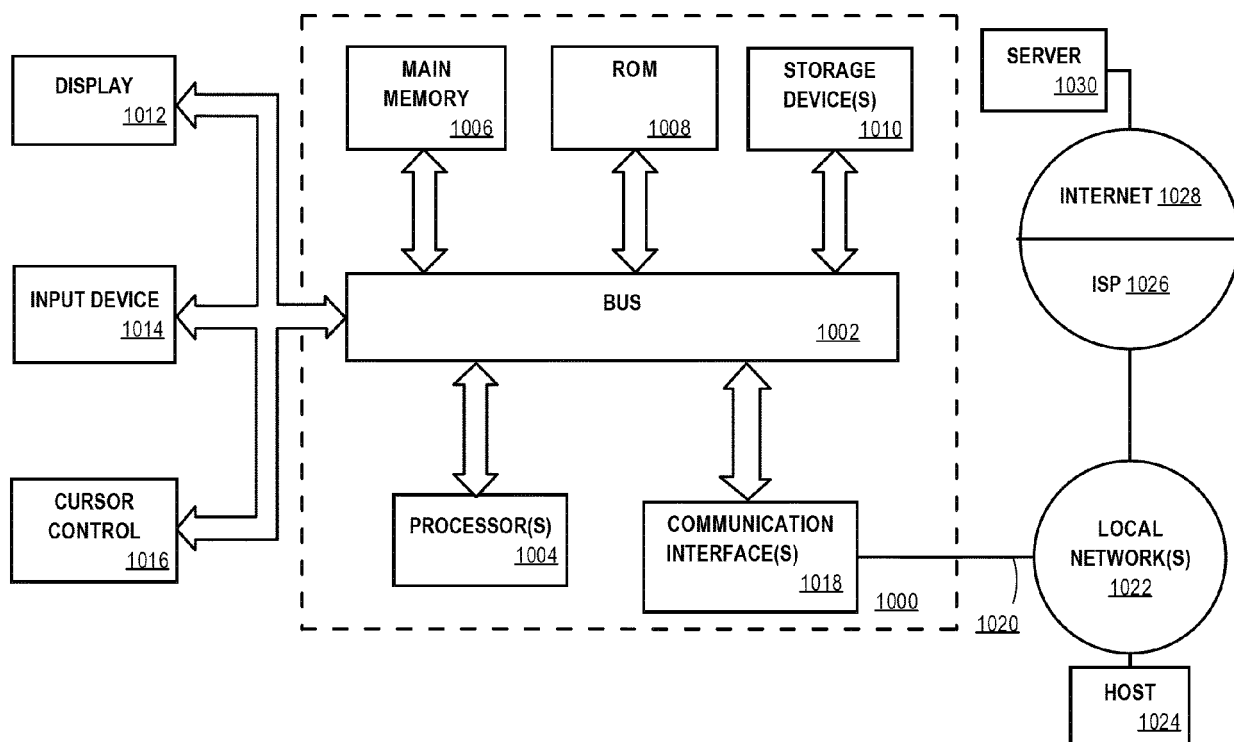 DISPLAY
1012
INPUT DEVICE
1014
CURSOR
CONTROL
1016
MAIN
MEMORY
1006
ROM
1008
STORAGE
DEVICE(S)
1010
BUS
1002
PROCESSOR(S)
1004
COMMUNICATION
INTERFACE(S)
1018
1000
1020
SERVER
1030
INTERNET 1028
ISP 1026
LOCAL
NETWORK(S)
1022
HOST
1024